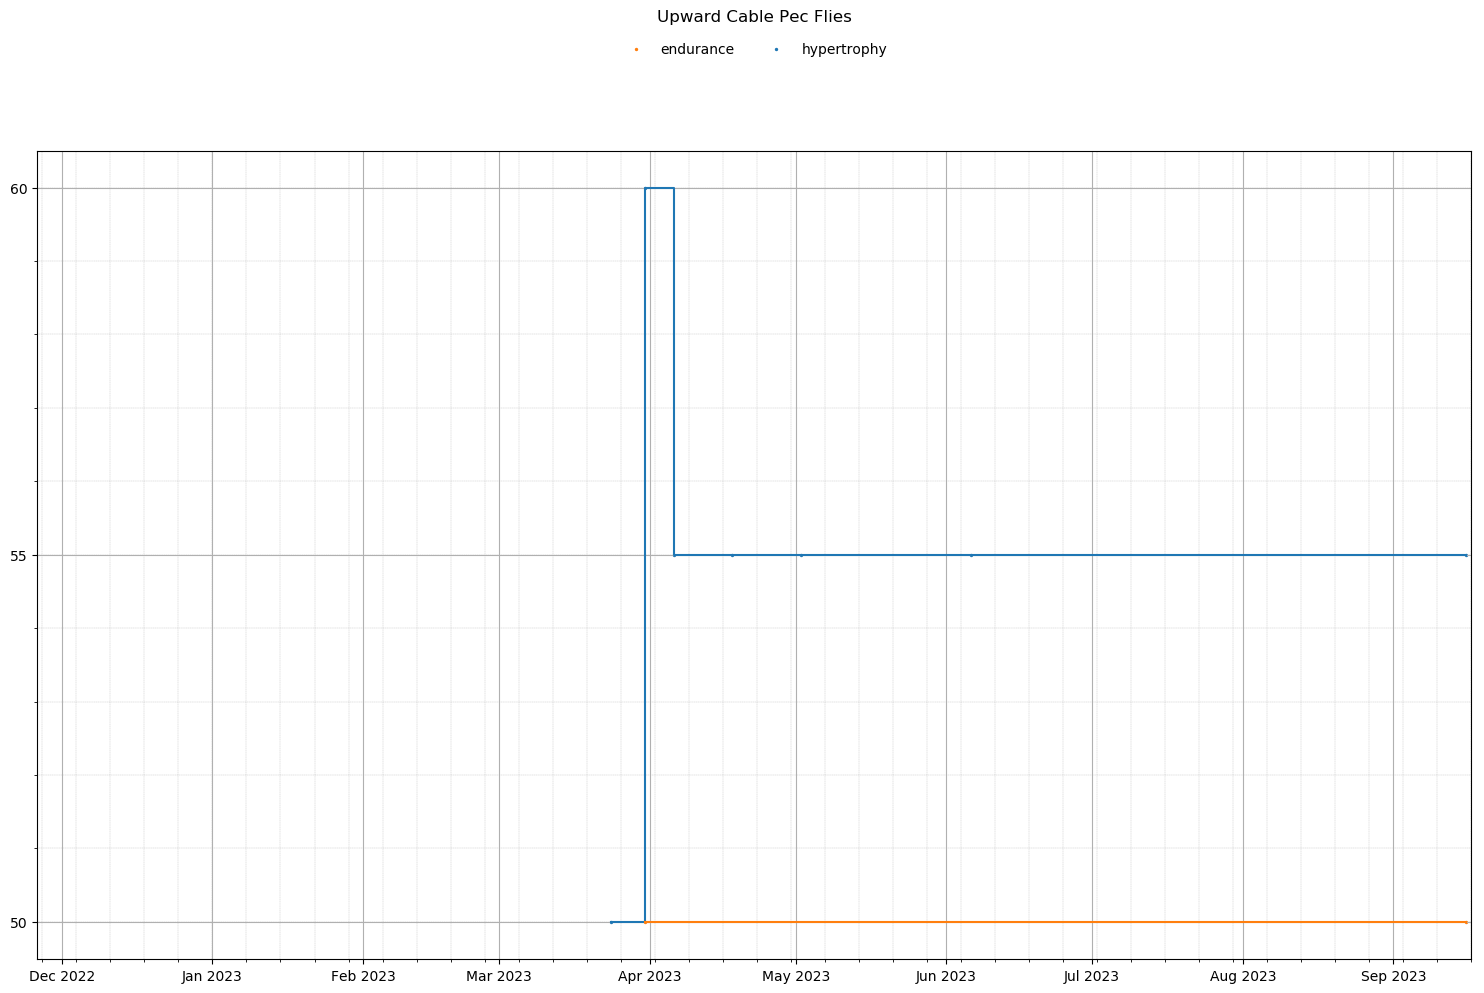 Upward Cable Pec Flies
endurance hypertrophy
60
55
50
Dec 2022 Jan 2023 Feb 2023 Mar 2023 Apr 2023 May 2023 Jun 2023 Jul 2023 Aug 2023 Sep 2023